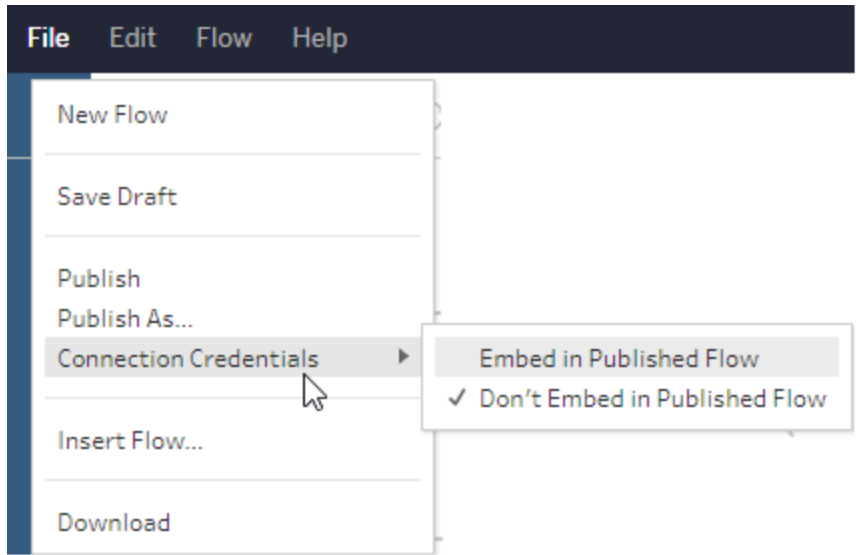 File Edit Flow Help
New Flow
Save Draft
Publish
Publish As...
Connection Credentials
Embed in Published Flow
Don't Embed in Published Flow
Insert Flow...
Download